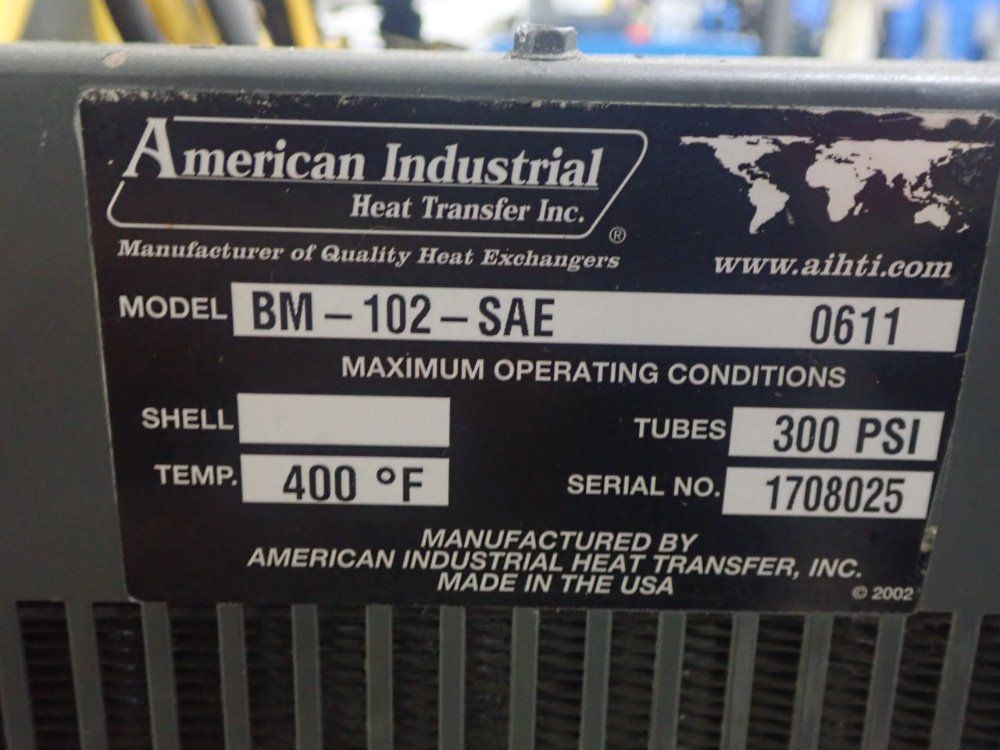 American Industrial
Heat Transfer Inc.
®
Manufacturer of Quality Heat Exchangers
www.aihti.com
MODEL BM – 102 – SAE 0611
MAXIMUM OPERATING CONDITIONS
SHELL TUBES 300 PSI
TEMP. 400 °F SERIAL NO. 1708025
MANUFACTURED BY
AMERICAN INDUSTRIAL HEAT TRANSFER, INC.
MADE IN THE USA
© 2002